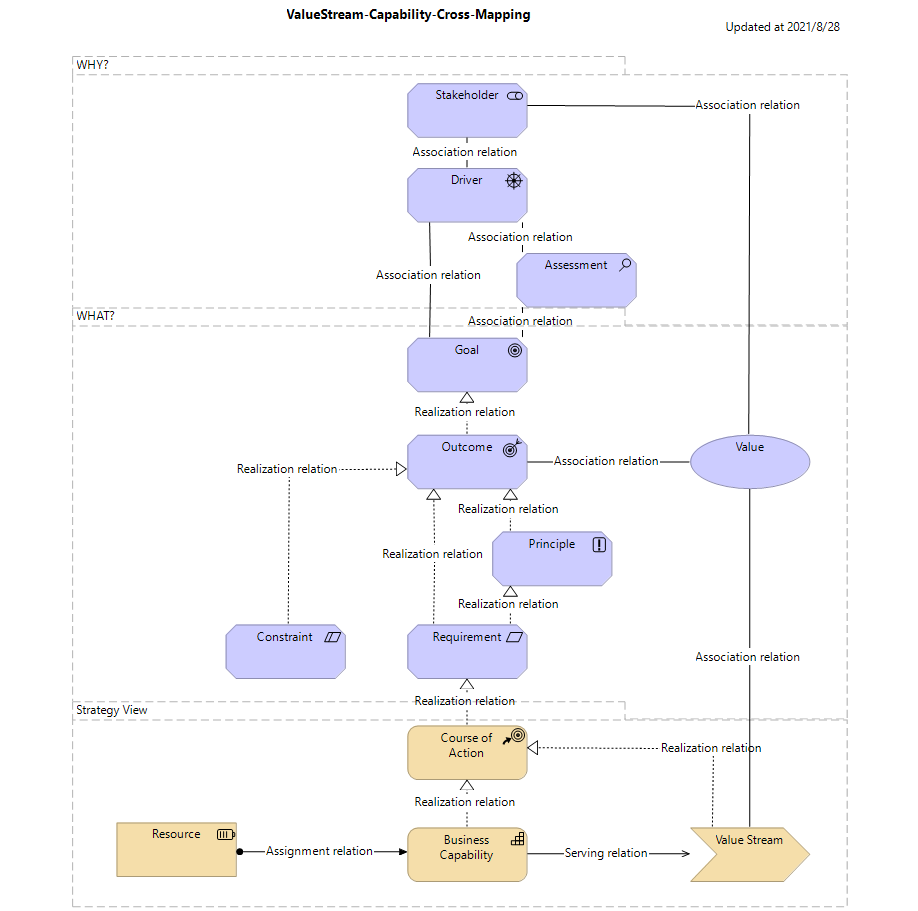 ValueStream-Capability-Cross-Mapping
Updated at 2021/8/28
WHY?
Stakeholder
Association relation
Association relation
Driver
Association relation
Assessment
Association relation
WHAT?
Association relation
Goal
Realization relation
Outcome
Value
Association relation
Realization relation
Realization relation
Principle
Realization relation
Realization relation
Constraint
Requirement
Association relation
Realization relation
Strategy View
Course of
Action
Realization relation
Realization relation
Resource
Business
Capability
Value Stream
Assignment relation
Serving relation